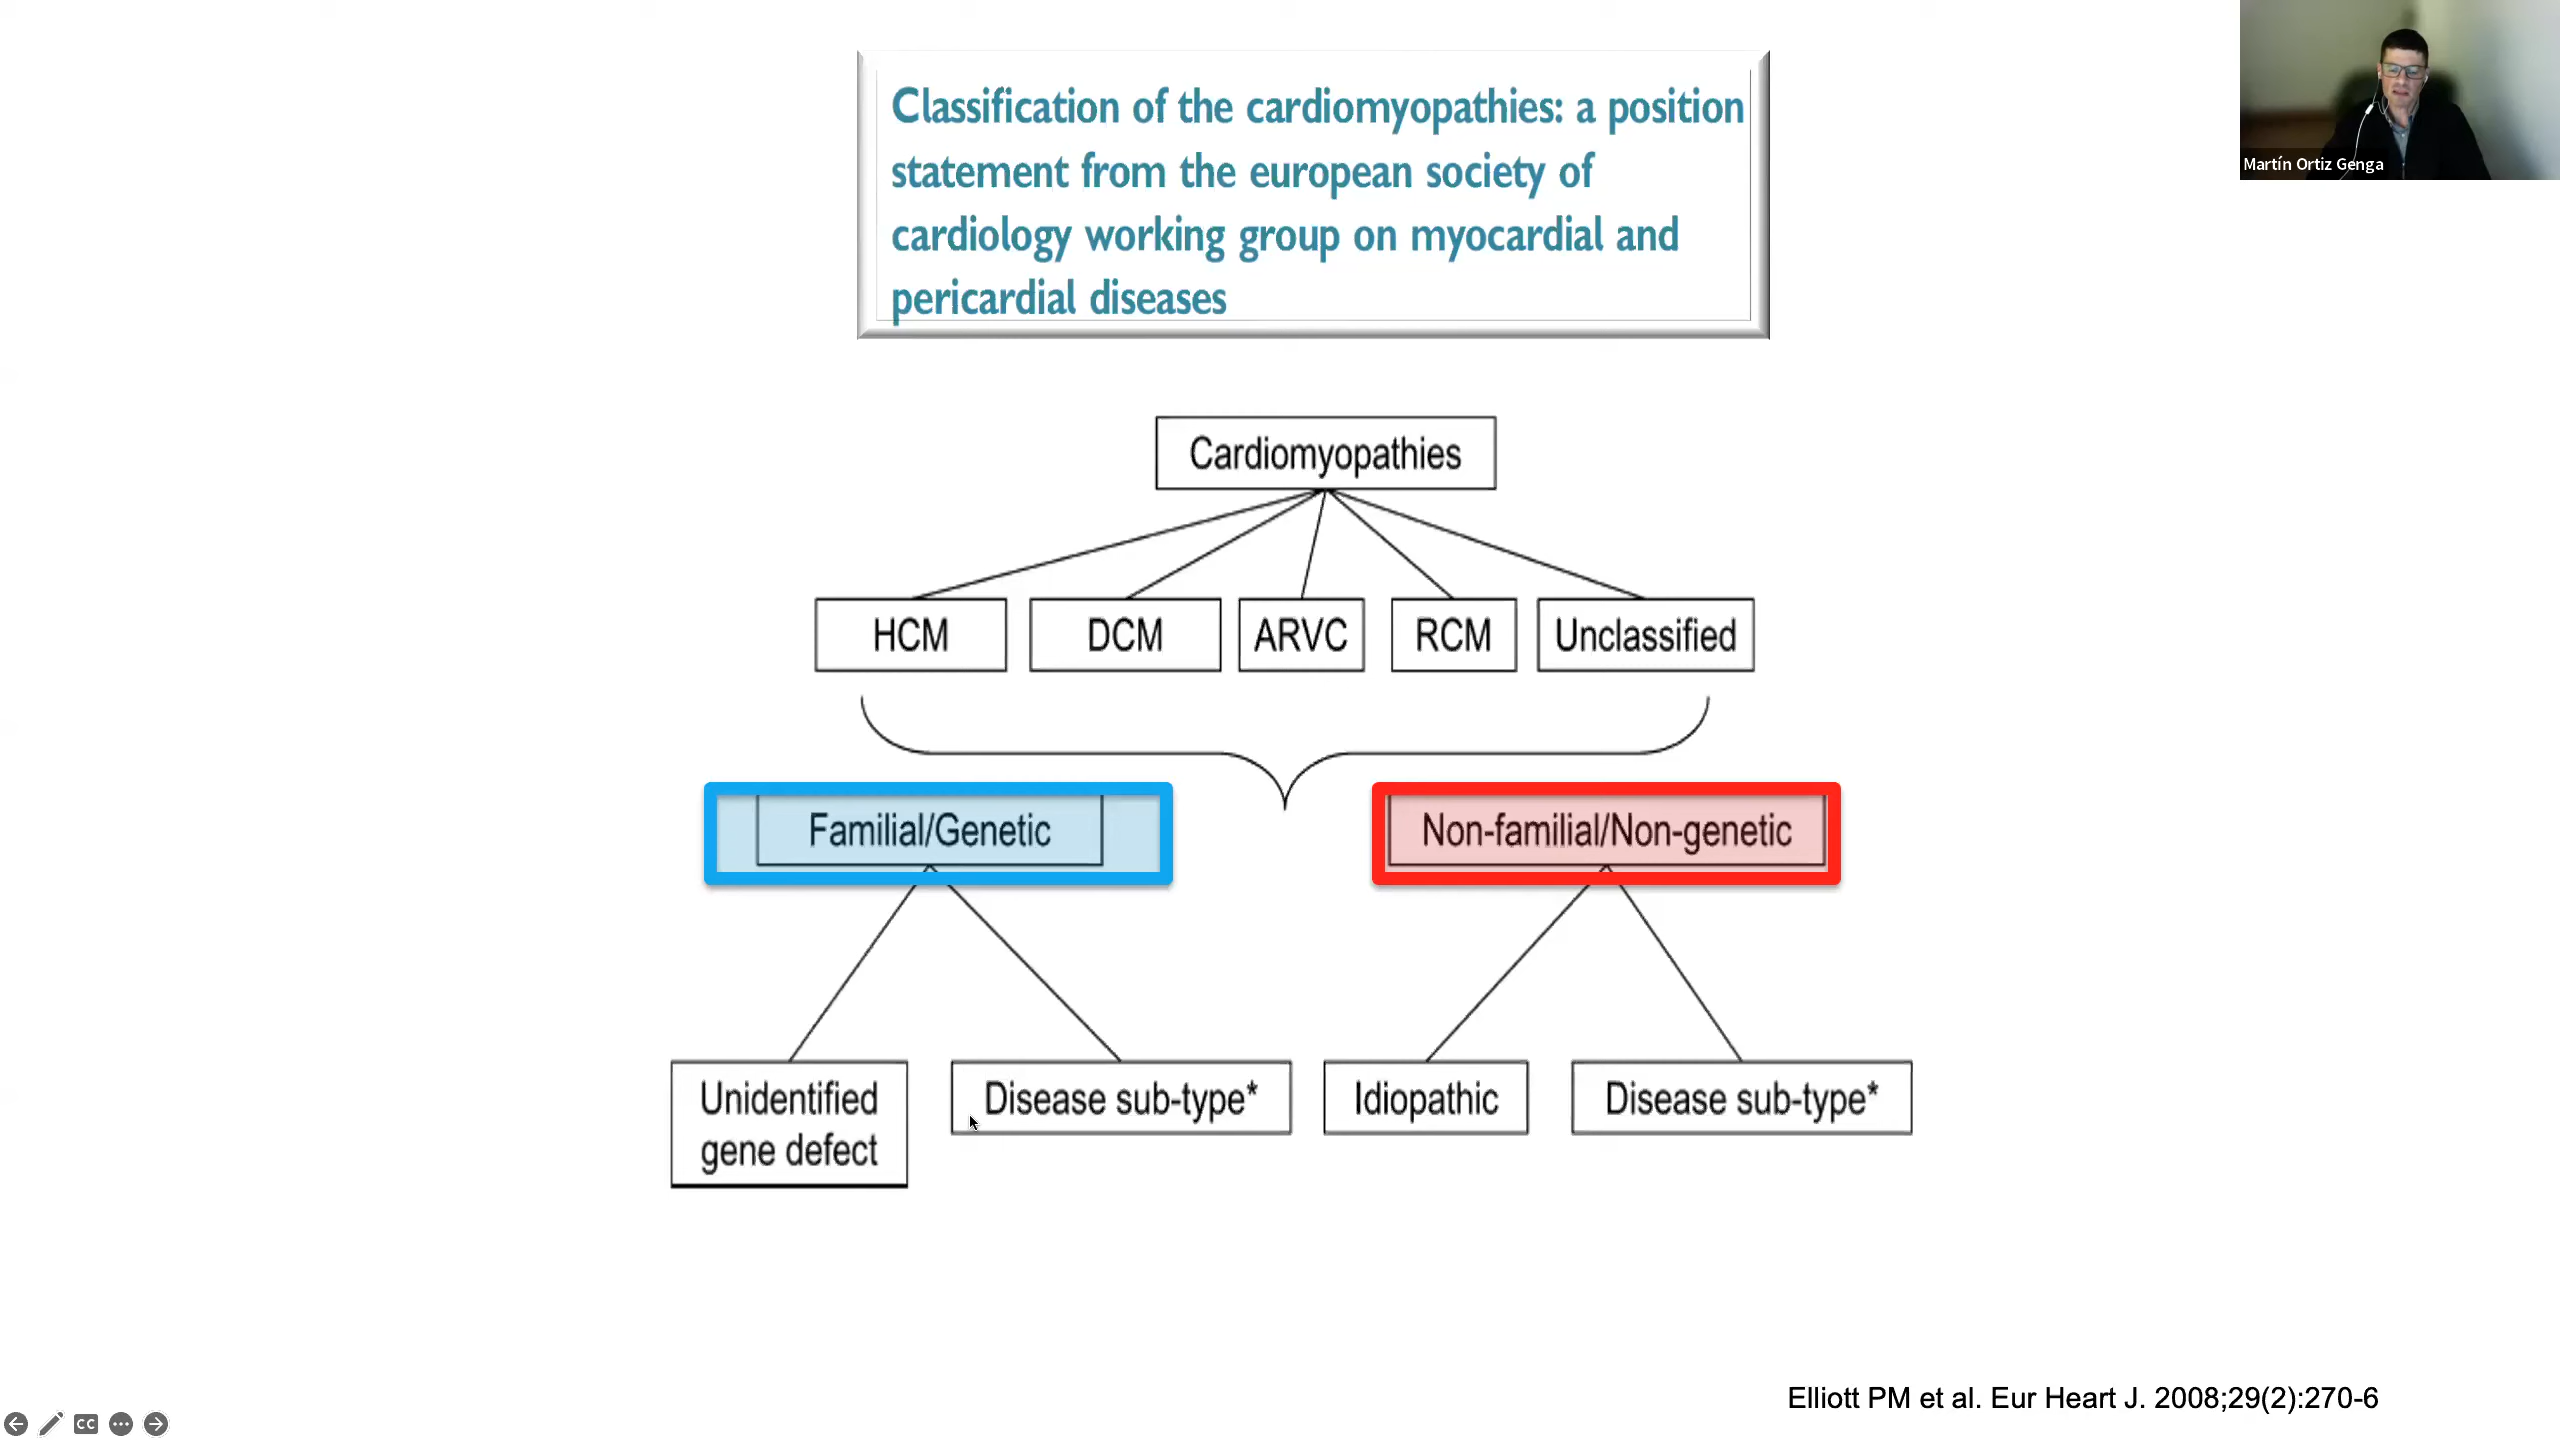 Classification of the cardiomyopathies: a position
statement from the european society of
cardiology working group on myocardial and
pericardial diseases
Martín Ortiz Genga
Cardiomyopathies
HCM
DCM
ARVC
RCM
Unclassified
Familial/Genetic
Non-familial/Non-genetic
Unidentified
gene defect
Disease sub-type*
Idiopathic
Disease sub-type*
Elliott PM et al. Eur Heart J. 2008;29(2):270-6
CC